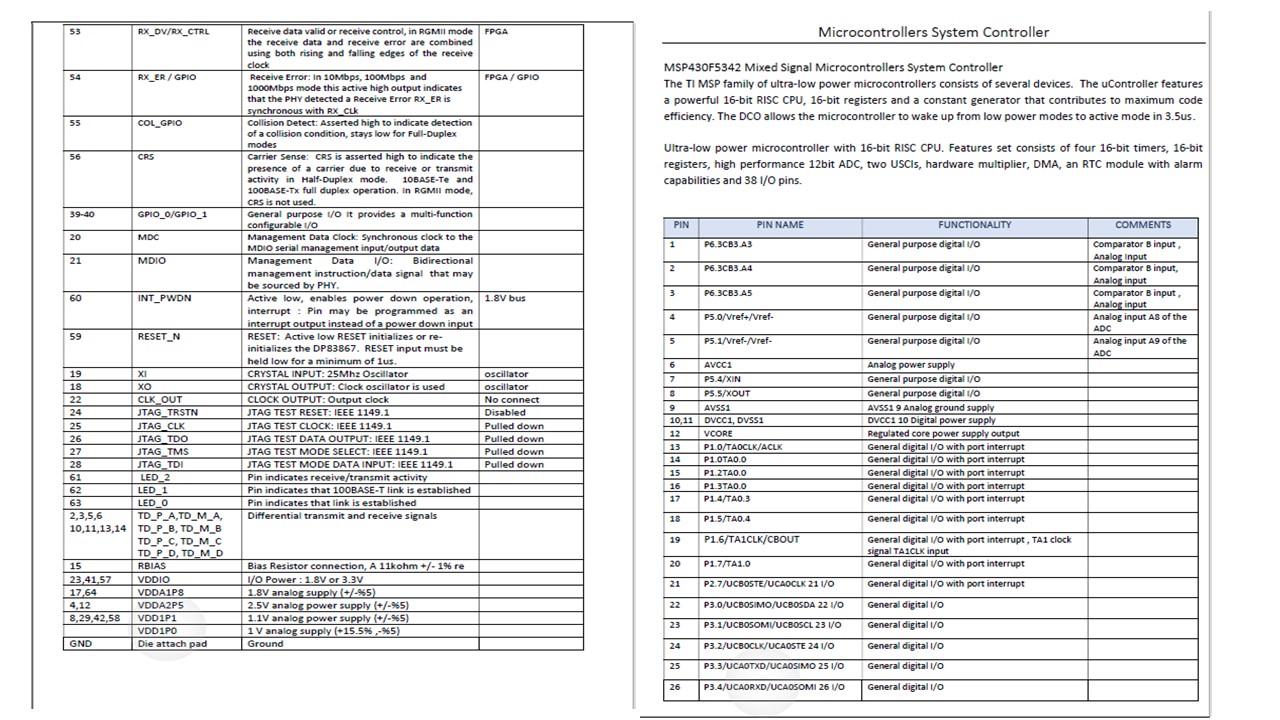 53 RX_DV/RX_CTRL Receive data valid or receive control, in RGMII mode FPGA
the receive data and receive error are combined
using both rising and falling edges of the receive
clock
54 RX_ER / GPIO Receive Error: In 10Mbps, 100Mbps and FPGA / GPIO
1000Mbps mode this active high output indicates
that the PHY detected a Receive Error RX_ER is
synchronous with RX_CLk
55 COL_GPIO Collision Detect: Asserted high to indicate detection
of a collision condition, stays low for Full-Duplex
modes
56 CRS Carrier Sense: CRS is asserted high to indicate the
presence of a carrier due to receive or transmit
activity in Half-Duplex mode. 10BASE-Te and
100BASE-Tx full duplex operation. In RGMII mode,
CRS is not used.
39-40 GPIO_0/GPIO_1 General purpose I/O It provides a multi-function
configurable I/O
20 MDC Management Data Clock: Synchronous clock to the
MDIO serial management input/output data
21 MDIO Management Data I/O: Bidirectional
management instruction/data signal that may
be sourced by PHY.
60 INT_PWDN Active low, enables power down operation, 1.8V bus
interrupt : Pin may be programmed as an
interrupt output instead of a power down input
59 RESET_N RESET: Active low RESET initializes or re-
initializes the DP83867. RESET input must be
held low for a minimum of 1us.
19 XI CRYSTAL INPUT: 25Mhz Oscillator oscillator
18 XO CRYSTAL OUTPUT: Clock oscillator is used oscillator
22 CLK_OUT CLOCK OUTPUT: Output clock No connect
24 JTAG_TRSTN JTAG TEST RESET: IEEE 1149.1 Disabled
25 JTAG_CLK JTAG TEST CLOCK: IEEE 1149.1 Pulled down
26 JTAG_TDO JTAG TEST DATA OUTPUT: IEEE 1149.1 Pulled down
27 JTAG_TMS JTAG TEST MODE SELECT: IEEE 1149.1 Pulled down
28 JTAG_TDI JTAG TEST MODE DATA INPUT: IEEE 1149.1 Pulled down
61 LED_2 Pin indicates receive/transmit activity
62 LED_1 Pin indicates that 100BASE-T link is established
63 LED_0 Pin indicates that link is established
2,3,5,6 TD_P_A,TD_M_A, Differential transmit and receive signals
10,11,13,14 TD_P_B, TD_M_B
TD_P_C, TD_M_C
TD_P_D, TD_M_D
15 RBIAS Bias Resistor connection, A 11kohm +/- 1% re
23,41,57 VDDIO I/O Power : 1.8V or 3.3V
17,64 VDDA1P8 1.8V analog supply (+/-%5)
4,12 VDDA2P5 2.5V analog power supply (+/-%5)
8,29,42,58 VDD1P1 1.1V analog power supply (+/-%5)
VDD1P0 1 V analog supply (+15.5% ,-%5)
GND Die attach pad Ground
Microcontrollers System Controller
MSP430F5342 Mixed Signal Microcontrollers System Controller
The TI MSP family of ultra-low power microcontrollers consists of several devices. The uController features
a powerful 16-bit RISC CPU, 16-bit registers and a constant generator that contributes to maximum code
efficiency. The DCO allows the microcontroller to wake up from low power modes to active mode in 3.5us.
Ultra-low power microcontroller with 16-bit RISC CPU. Features set consists of four 16-bit timers, 16-bit
registers, high performance 12bit ADC, two USCIs, hardware multiplier, DMA, an RTC module with alarm
capabilities and 38 I/O pins.
PIN PIN NAME FUNCTIONALITY COMMENTS
1 P6.3CB3.A3 General purpose digital I/O Comparator B input ,
Analog Input
2 P6.3CB3.A4 General purpose digital I/O Comparator B input,
Analog input
3 P6.3CB3.A5 General purpose digital I/O Comparator B input ,
Analog input
4 P5.0/Vref+/Vref- General purpose digital I/O Analog input A8 of the
ADC
5 P5.1/Vref-/Vref- General purpose digital I/O Analog input A9 of the
ADC
6 AVCC1 Analog power supply
7 P5.4/XIN General purpose digital I/O
8 P5.5/XOUT General purpose digital I/O
9 AVSS1 AVSS1 9 Analog ground supply
10,11 DVCC1, DVSS1 DVCC1 10 Digital power supply
12 VCORE Regulated core power supply output
13 P1.0/TA0CLK/ACLK General digital I/O with port interrupt
14 P1.0TA0.0 General digital I/O with port interrupt
15 P1.2TA0.0 General digital I/O with port interrupt
16 P1.3TA0.0 General digital I/O with port interrupt
17 P1.4/TA0.3 General digital I/O with port interrupt
18 P1.5/TA0.4 General digital I/O with port interrupt
19 P1.6/TA1CLK/CBOUT General digital I/O with port interrupt , TA1 clock
signal TA1CLK input
20 P1.7/TA1.0 General digital I/O with port interrupt
21 P2.7/UCB0STE/UCA0CLK 21 I/O General digital I/O with port interrupt
22 P3.0/UCB0SIMO/UCB0SDA 22 I/O General digital I/O
23 P3.1/UCB0SOMI/UCB0SCL 23 I/O General digital I/O
24 P3.2/UCB0CLK/UCA0STE 24 I/O General digital I/O
25 P3.3/UCA0TXD/UCA0SIMO 25 I/O General digital I/O
26 P3.4/UCA0RXD/UCA0SOMI 26 I/O General digital I/O